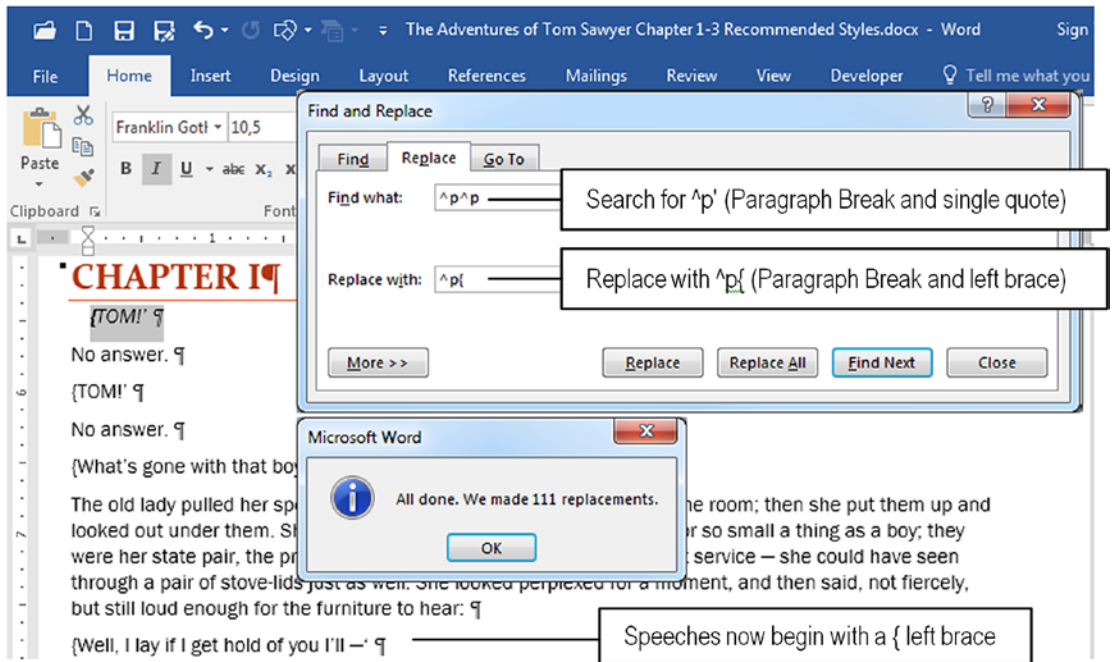 The Adventures of Tom Sawyer Chapter 1-3 Recommended Styles.docx - Word Sign
File Home Insert Design Layout References Mailings Review View Developer Tell me what you
Paste
Clipboard
Franklin Gotl 10,5
B I U abc X₂ X
Font
Find and Replace
Find Replace Go To
Find what: ^p^p
Search for ^p' (Paragraph Break and single quote)
Replace with: ^p{
Replace with ^p{ (Paragraph Break and left brace)
More >> Replace Replace All Find Next Close
1
CHAPTER I¶
{TOM!’ ¶
No answer. ¶
{TOM!’ ¶
No answer. ¶
{What’s gone with that boy
Microsoft Word
All done. We made 111 replacements.
OK
The old lady pulled her spe he room; then she put them up and
looked out under them. Sh or so small a thing as a boy; they
were her state pair, the pr t service — she could have seen
through a pair of stove-lids just as well. She looked perplexed for a moment, and then said, not fiercely,
but still loud enough for the furniture to hear: ¶
{Well, I lay if I get hold of you I’ll —‘ ¶
Speeches now begin with a { left brace